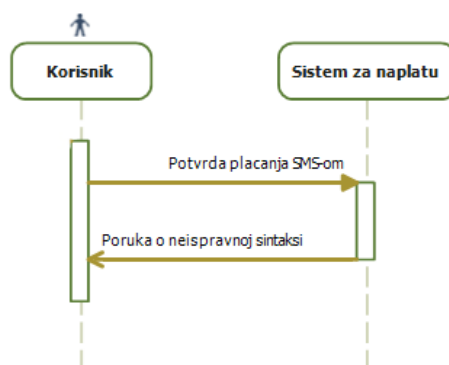 Korisnik
Sistem za naplatu
Potvrda placanja SMS-om
Poruka o neispravnoj sintaksi